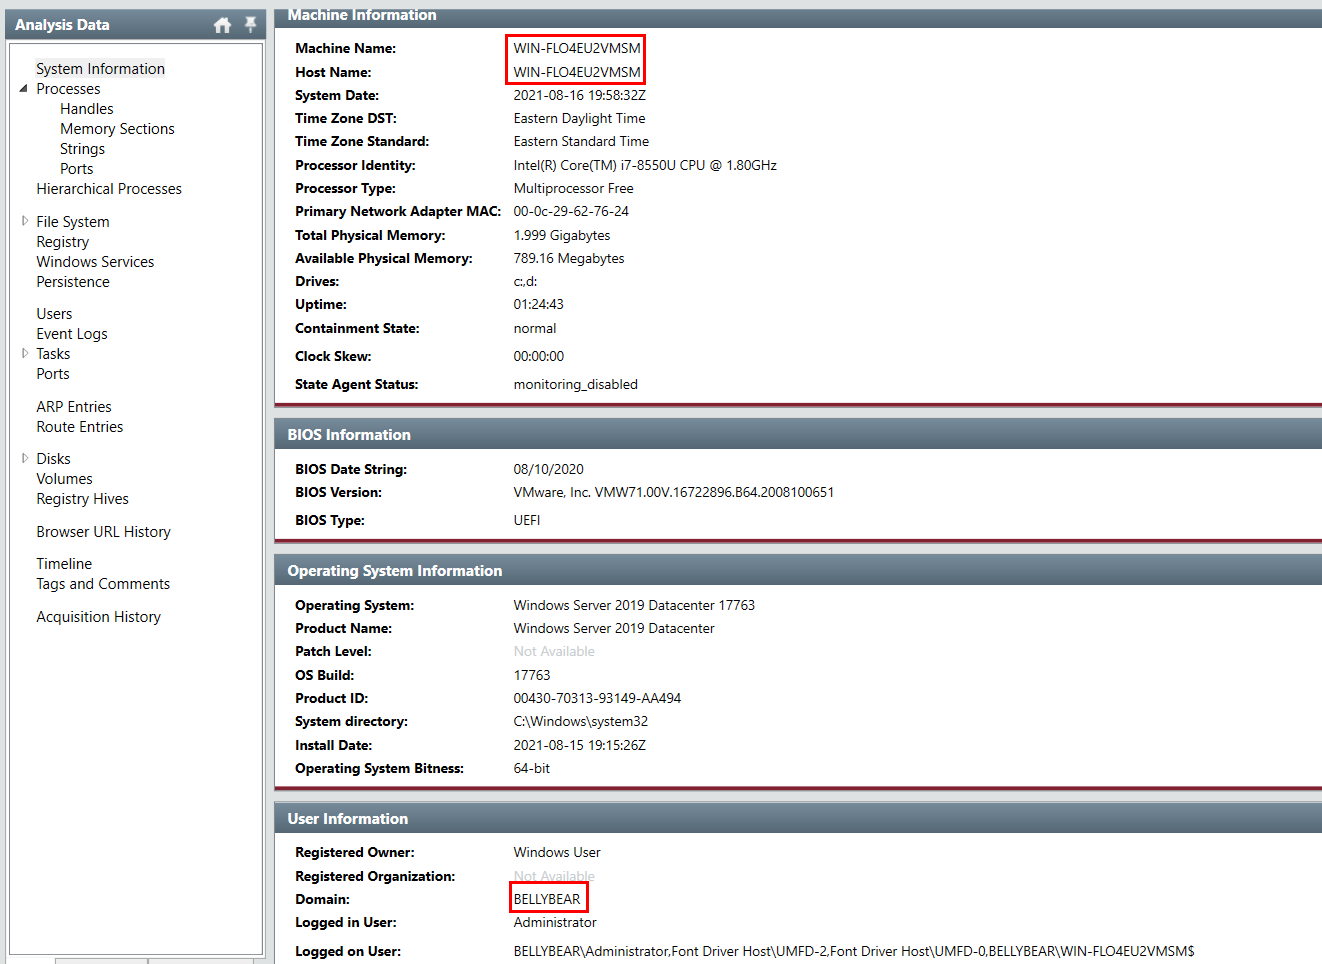 Analysis Data
System Information
Processes
Handles
Memory Sections
Strings
Ports
Hierarchical Processes
File System
Registry
Windows Services
Persistence
Users
Event Logs
Tasks
Ports
ARP Entries
Route Entries
Disks
Volumes
Registry Hives
Browser URL History
Timeline
Tags and Comments
Acquisition History
Machine Information
Machine Name: WIN-FLO4EU2VMSM
Host Name: WIN-FLO4EU2VMSM
System Date: 2021-08-16 19:58:32Z
Time Zone DST: Eastern Daylight Time
Time Zone Standard: Eastern Standard Time
Processor Identity: Intel(R) Core(TM) i7-8550U CPU @ 1.80GHz
Processor Type: Multiprocessor Free
Primary Network Adapter MAC: 00-0c-29-62-76-24
Total Physical Memory: 1.999 Gigabytes
Available Physical Memory: 789.16 Megabytes
Drives: c:,d:
Uptime: 01:24:43
Containment State: normal
Clock Skew: 00:00:00
State Agent Status: monitoring_disabled
BIOS Information
BIOS Date String: 08/10/2020
BIOS Version: VMware, Inc. VMW71.00V.16722896.B64.2008100651
BIOS Type: UEFI
Operating System Information
Operating System: Windows Server 2019 Datacenter 17763
Product Name: Windows Server 2019 Datacenter
Patch Level: Not Available
OS Build: 17763
Product ID: 00430-70313-93149-AA494
System directory: C:\Windows\system32
Install Date: 2021-08-15 19:15:26Z
Operating System Bitness: 64-bit
User Information
Registered Owner: Windows User
Registered Organization: Not Available
Domain: BELLYBEAR
Logged in User: Administrator
Logged on User: BELLYBEAR\Administrator,Font Driver Host\UMFD-2,Font Driver Host\UMFD-0,BELLYBEAR\WIN-FLO4EU2VMSM$